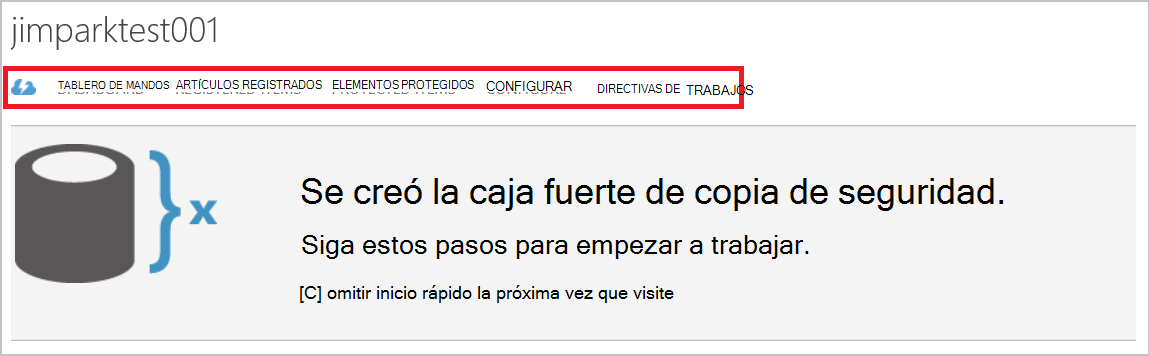 jimparktest001
TABLERO DE MANDOS ARTÍCULOS REGISTRADOS ELEMENTOS PROTEGIDOS CONFIGURAR DIRECTIVAS DE TRABAJOS
Se creó la caja fuerte de copia de seguridad.
Siga estos pasos para empezar a trabajar.
[C] omitir inicio rápido la próxima vez que visite